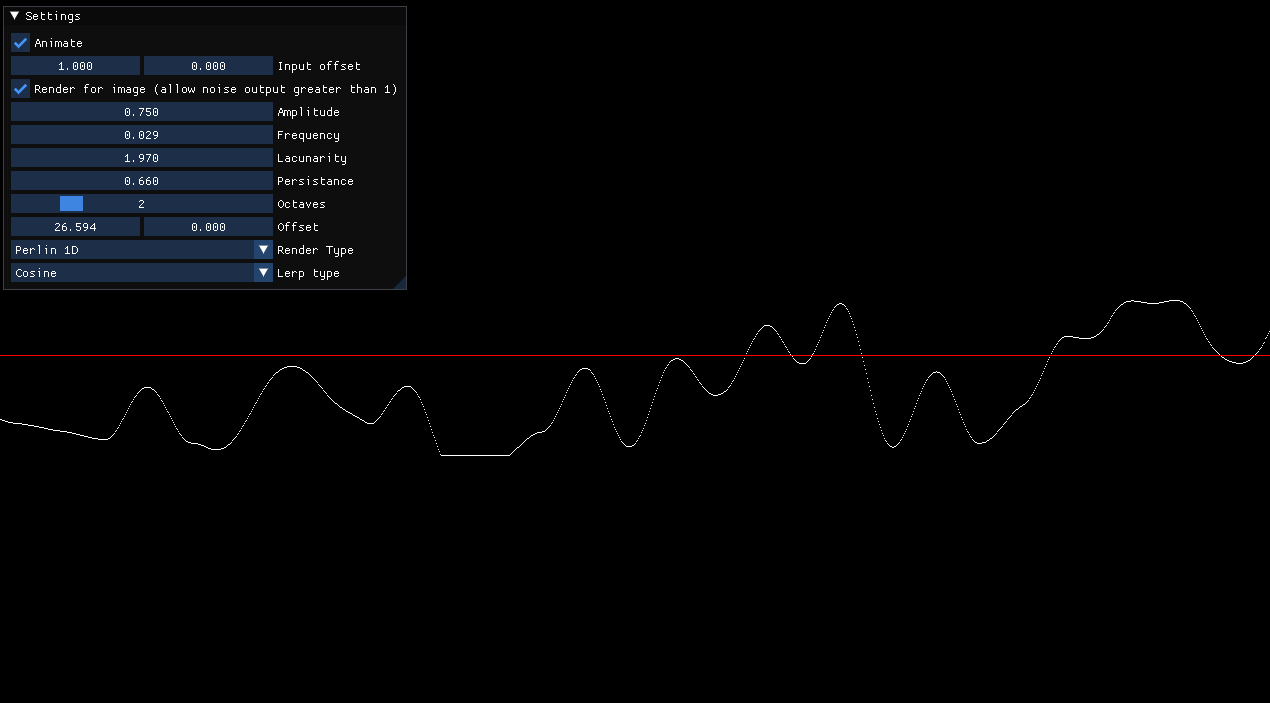 Settings
Animate
1.000 0.000 Input offset
Render for image (allow noise output greater than 1)
0.750 Amplitude
0.029 Frequency
1.970 Lacunarity
0.660 Persistance
2 Octaves
26.594 0.000 Offset
Perlin 1D Render Type
Cosine Lerp type